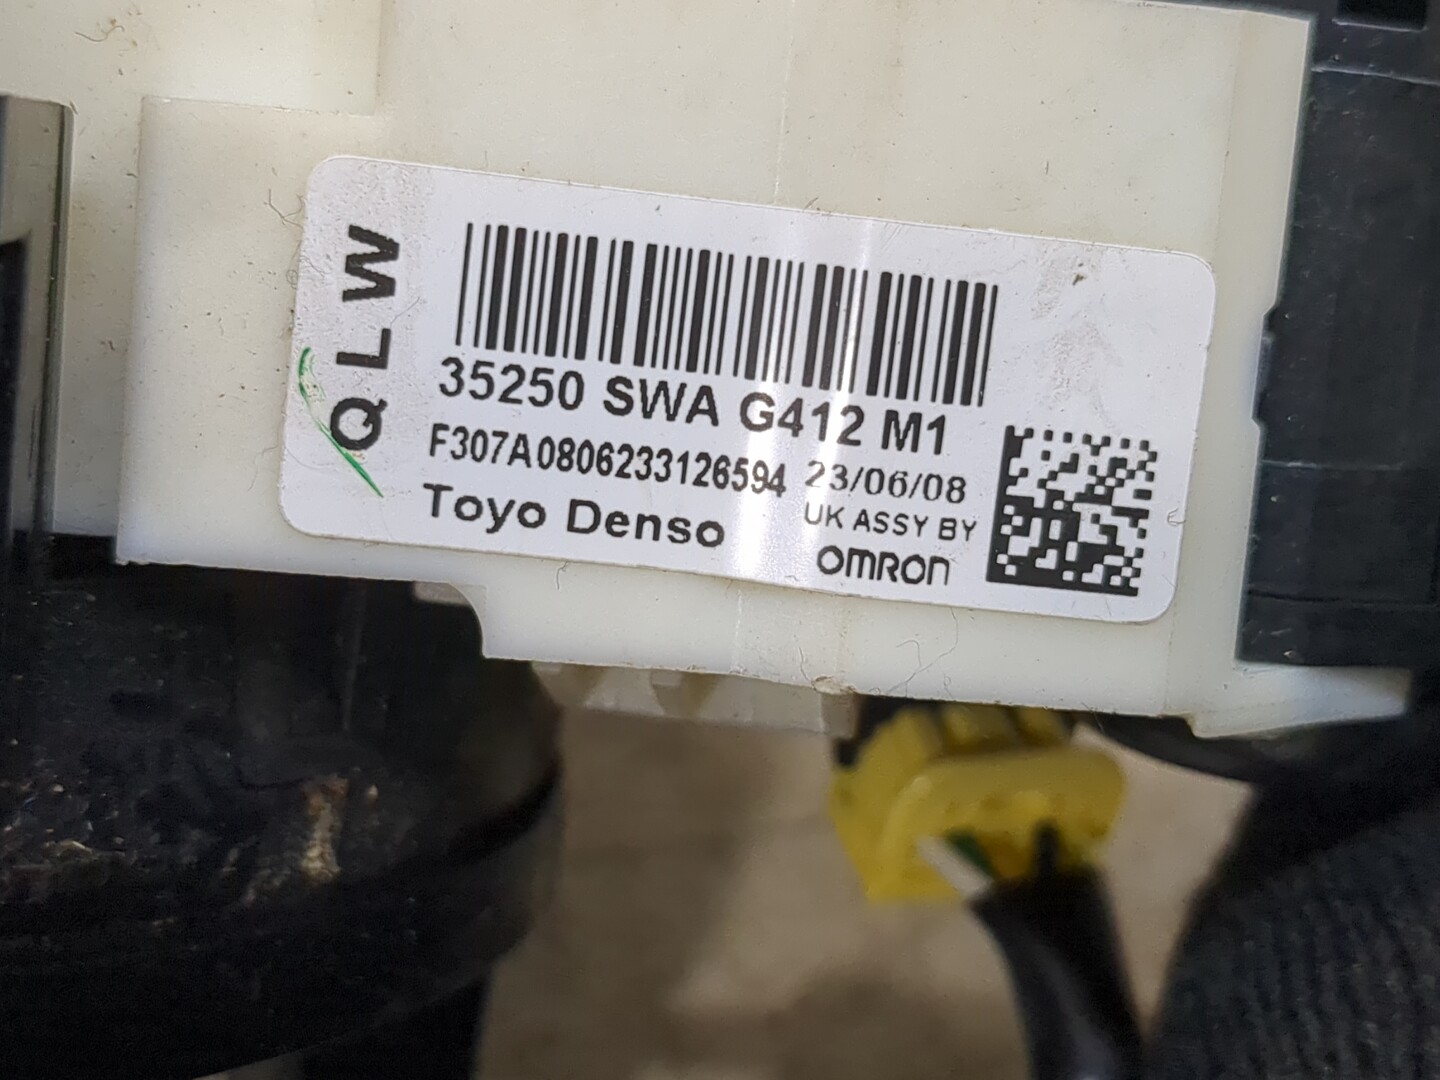 QLW
35250 SWA G412 M1
F307A0806233126594 23/06/08
Toyo Denso
UK ASSY BY
OMRON